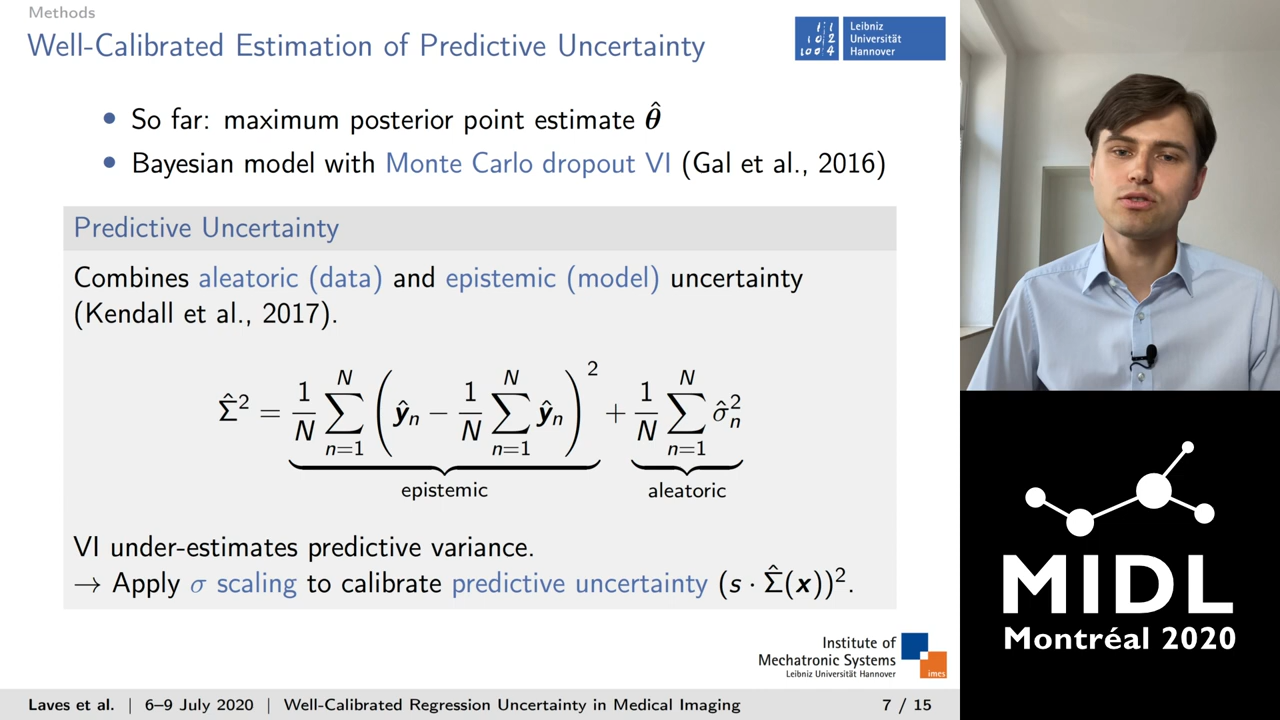 Methods
Well-Calibrated Estimation of Predictive Uncertainty
Leibniz
Universität
Hannover
• So far: maximum posterior point estimate θ̂
• Bayesian model with Monte Carlo dropout VI (Gal et al., 2016)
Predictive Uncertainty
Combines aleatoric (data) and epistemic (model) uncertainty
(Kendall et al., 2017).
Σ̂² = 1/N ∑_{n=1}^{N} (ŷ_n − 1/N ∑_{n=1}^{N} ŷ_n)² + 1/N ∑_{n=1}^{N} σ̂²_n
epistemic aleatoric
VI under-estimates predictive variance.
→ Apply σ scaling to calibrate predictive uncertainty (s · Σ̂(x))².
Institute of
Mechatronic Systems
Leibniz Universität Hannover
imes
Laves et al. | 6–9 July 2020 | Well-Calibrated Regression Uncertainty in Medical Imaging 7 / 15
MIDL
Montréal 2020